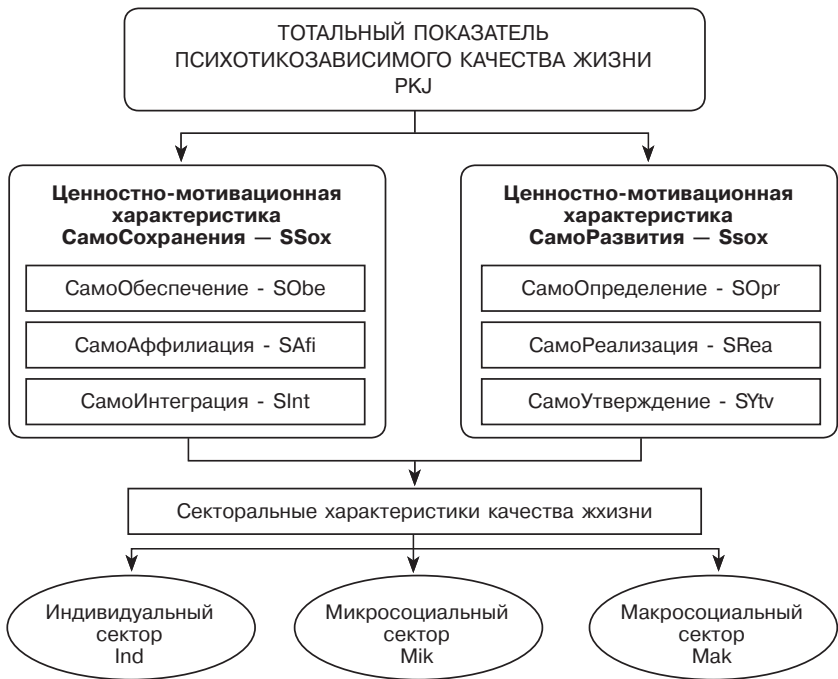 ТОТАЛЬНЫЙ ПОКАЗАТЕЛЬ
ПСИХОТИКОЗАВИСИМОГО КАЧЕСТВА ЖИЗНИ
PKJ
Ценностно-мотивационная
характеристика
СамоСохранения — SSox
СамоОбеспечение - SObe
СамоАффилиация - SAfi
СамоИнтеграция - SInt
Ценностно-мотивационная
характеристика
СамоРазвития — Ssox
СамоОпределение - SOpr
СамоРеализация - SRea
СамоУтверждение - SYtv
Секторальные характеристики качества жхизни
Индивидуальный
сектор
Ind
Микросоциальный
сектор
Mik
Макросоциальный
сектор
Mak